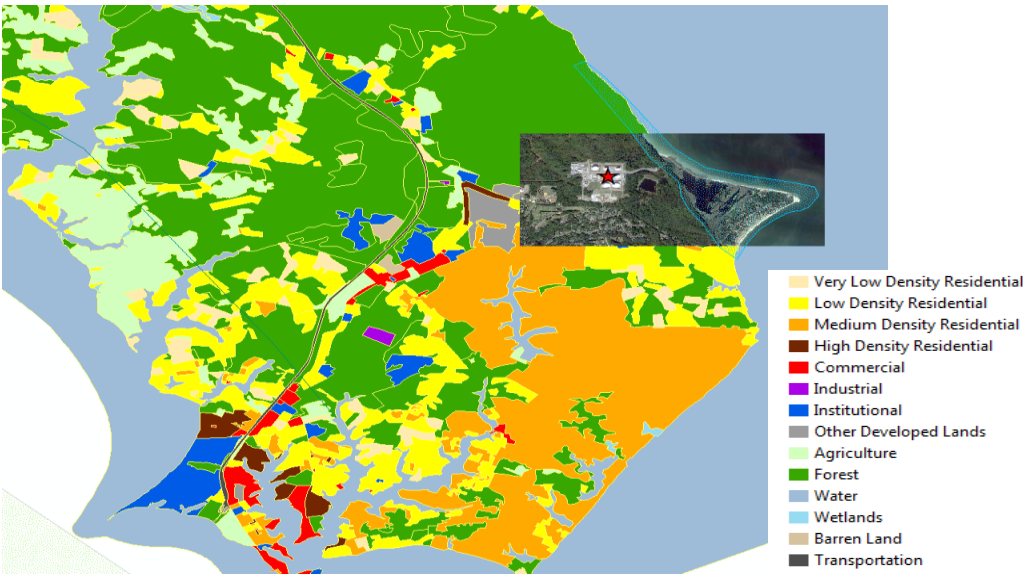 Very Low Density Residential
Low Density Residential
Medium Density Residential
High Density Residential
Commercial
Industrial
Institutional
Other Developed Lands
Agriculture
Forest
Water
Wetlands
Barren Land
Transportation